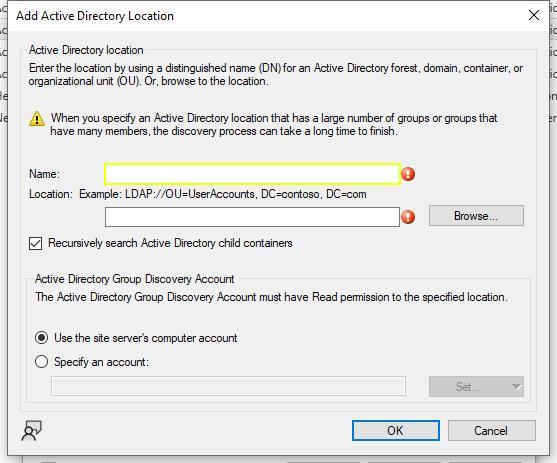 Add Active Directory Location
Active Directory location
Enter the location by using a distinguished name (DN) for an Active Directory forest, domain, container, or
organizational unit (OU). Or, browse to the location.
When you specify an Active Directory location that has a large number of groups or groups that
have many members, the discovery process can take a long time to finish.
Name:
Location: Example: LDAP://OU=UserAccounts, DC=contoso, DC=com
Browse...
Recursively search Active Directory child containers
Active Directory Group Discovery Account
The Active Directory Group Discovery Account must have Read permission to the specified location.
Use the site server's computer account
Specify an account:
Set...
OK
Cancel